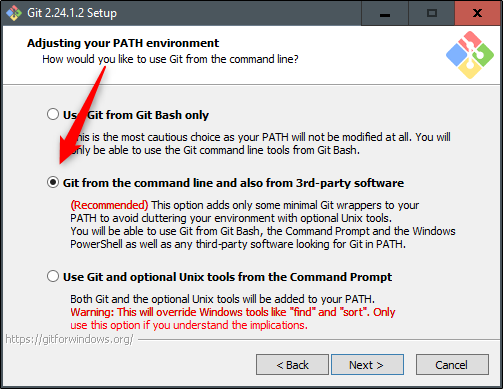 Git 2.24.1.2 Setup
Adjusting your PATH environment
How would you like to use Git from the command line?
Use Git from Git Bash only
This is the most cautious choice as your PATH will not be modified at all. You will
only be able to use the Git command line tools from Git Bash.
Git from the command line and also from 3rd-party software
(Recommended) This option adds only some minimal Git wrappers to your
PATH to avoid cluttering your environment with optional Unix tools.
You will be able to use Git from Git Bash, the Command Prompt and the Windows
PowerShell as well as any third-party software looking for Git in PATH.
Use Git and optional Unix tools from the Command Prompt
Both Git and the optional Unix tools will be added to your PATH.
Warning: This will override Windows tools like "find" and "sort". Only
use this option if you understand the implications.
https://gitforwindows.org/
< Back
Next >
Cancel